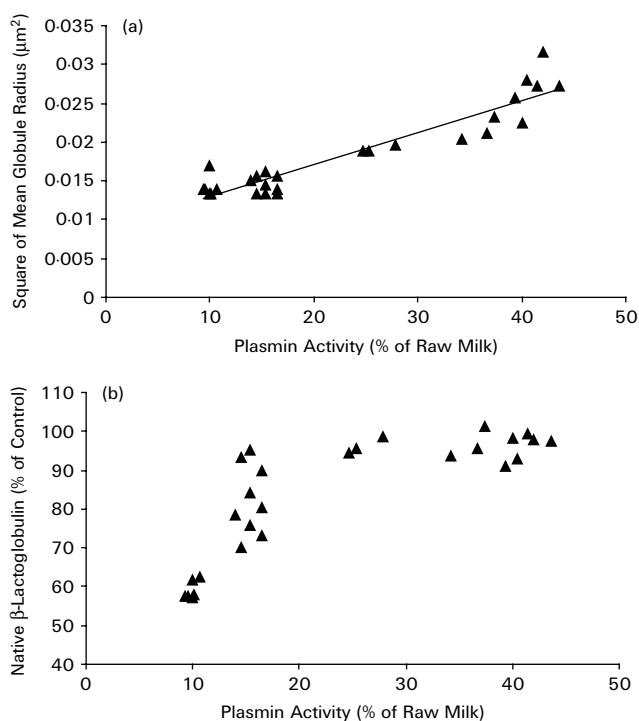 (a)
Square of Mean Globule Radius (μm²)
0·035
0·03
0·025
0·02
0·015
0·01
0·005
0
0 10 20 30 40 50
Plasmin Activity (% of Raw Milk)
(b)
Native β-Lactoglobulin (% of Control)
110
100
90
80
70
60
50
40
0 10 20 30 40 50
Plasmin Activity (% of Raw Milk)